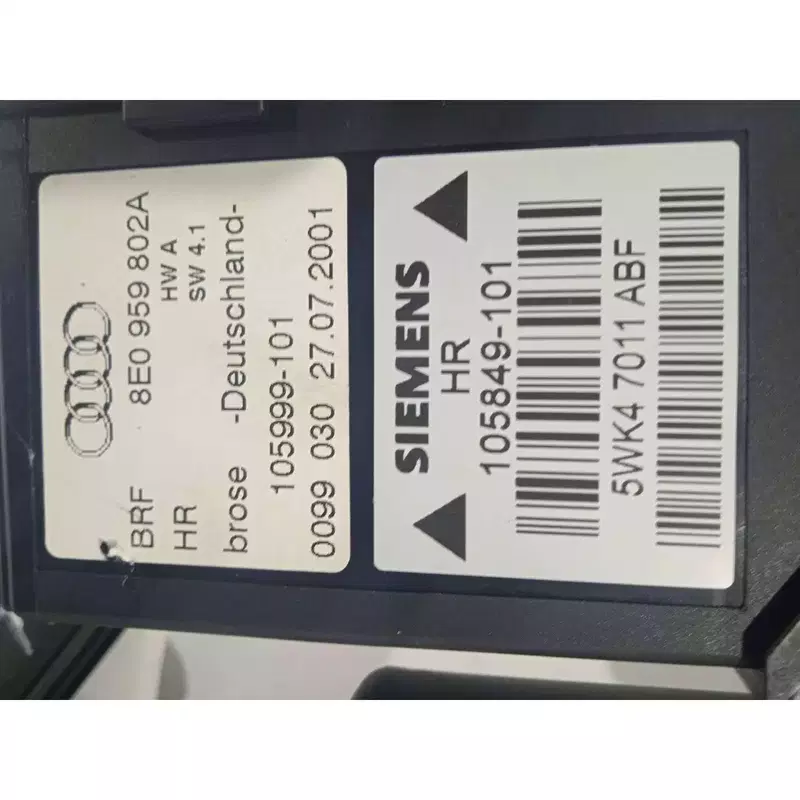 BRF 8E0 959 802A
HR HW A
SW 4.1
brose -Deutschland-
105999-101
0099 030 27.07.2001
SIEMENS
HR
105849-101
5WK4 7011 ABF